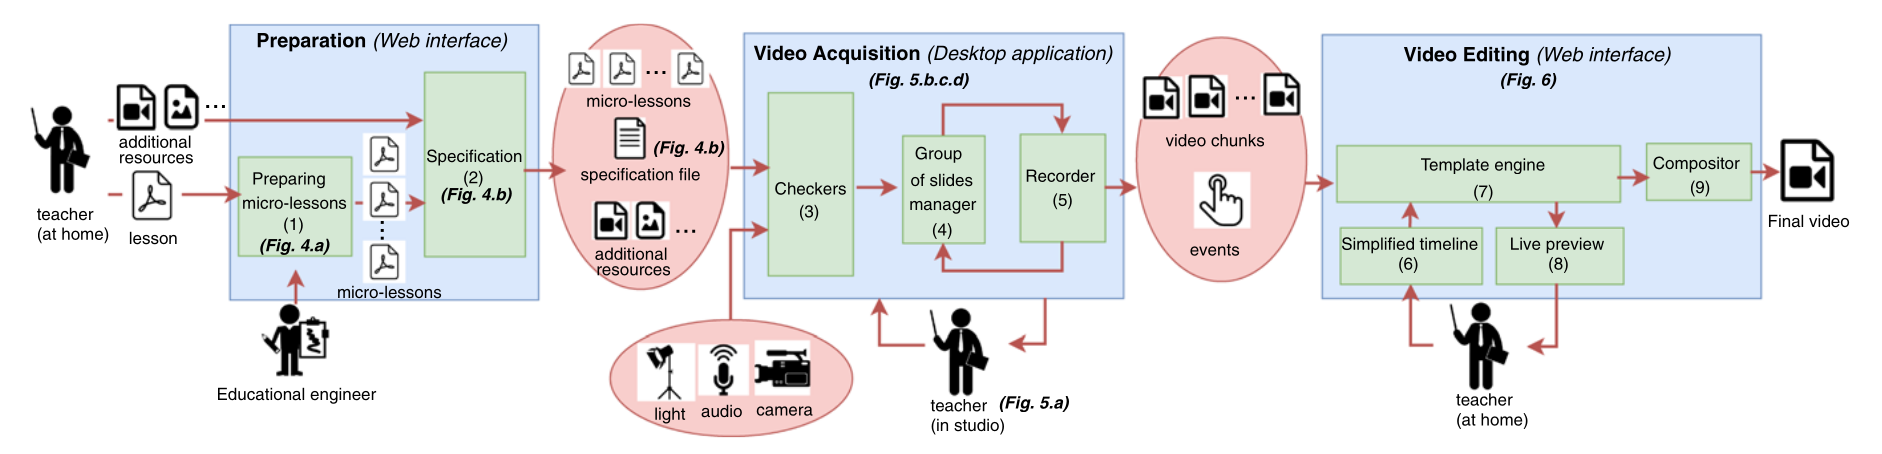 Preparation (Web interface)
additional
resources
...
teacher
(at home)
lesson
Preparing
micro-lessons
(1)
(Fig. 4.a)
...
micro-lessons
Specification
(2)
(Fig. 4.b)
Educational engineer
...
micro-lessons
(Fig. 4.b)
specification file
...
additional
resources
light
audio
camera
Video Acquisition (Desktop application)
(Fig. 5.b.c.d)
Checkers
(3)
Group
of slides
manager
(4)
Recorder
(5)
teacher (Fig. 5.a)
(in studio)
...
video chunks
events
Video Editing (Web interface)
(Fig. 6)
Template engine
(7)
Compositor
(9)
Simplified timeline
(6)
Live preview
(8)
teacher
(at home)
Final video